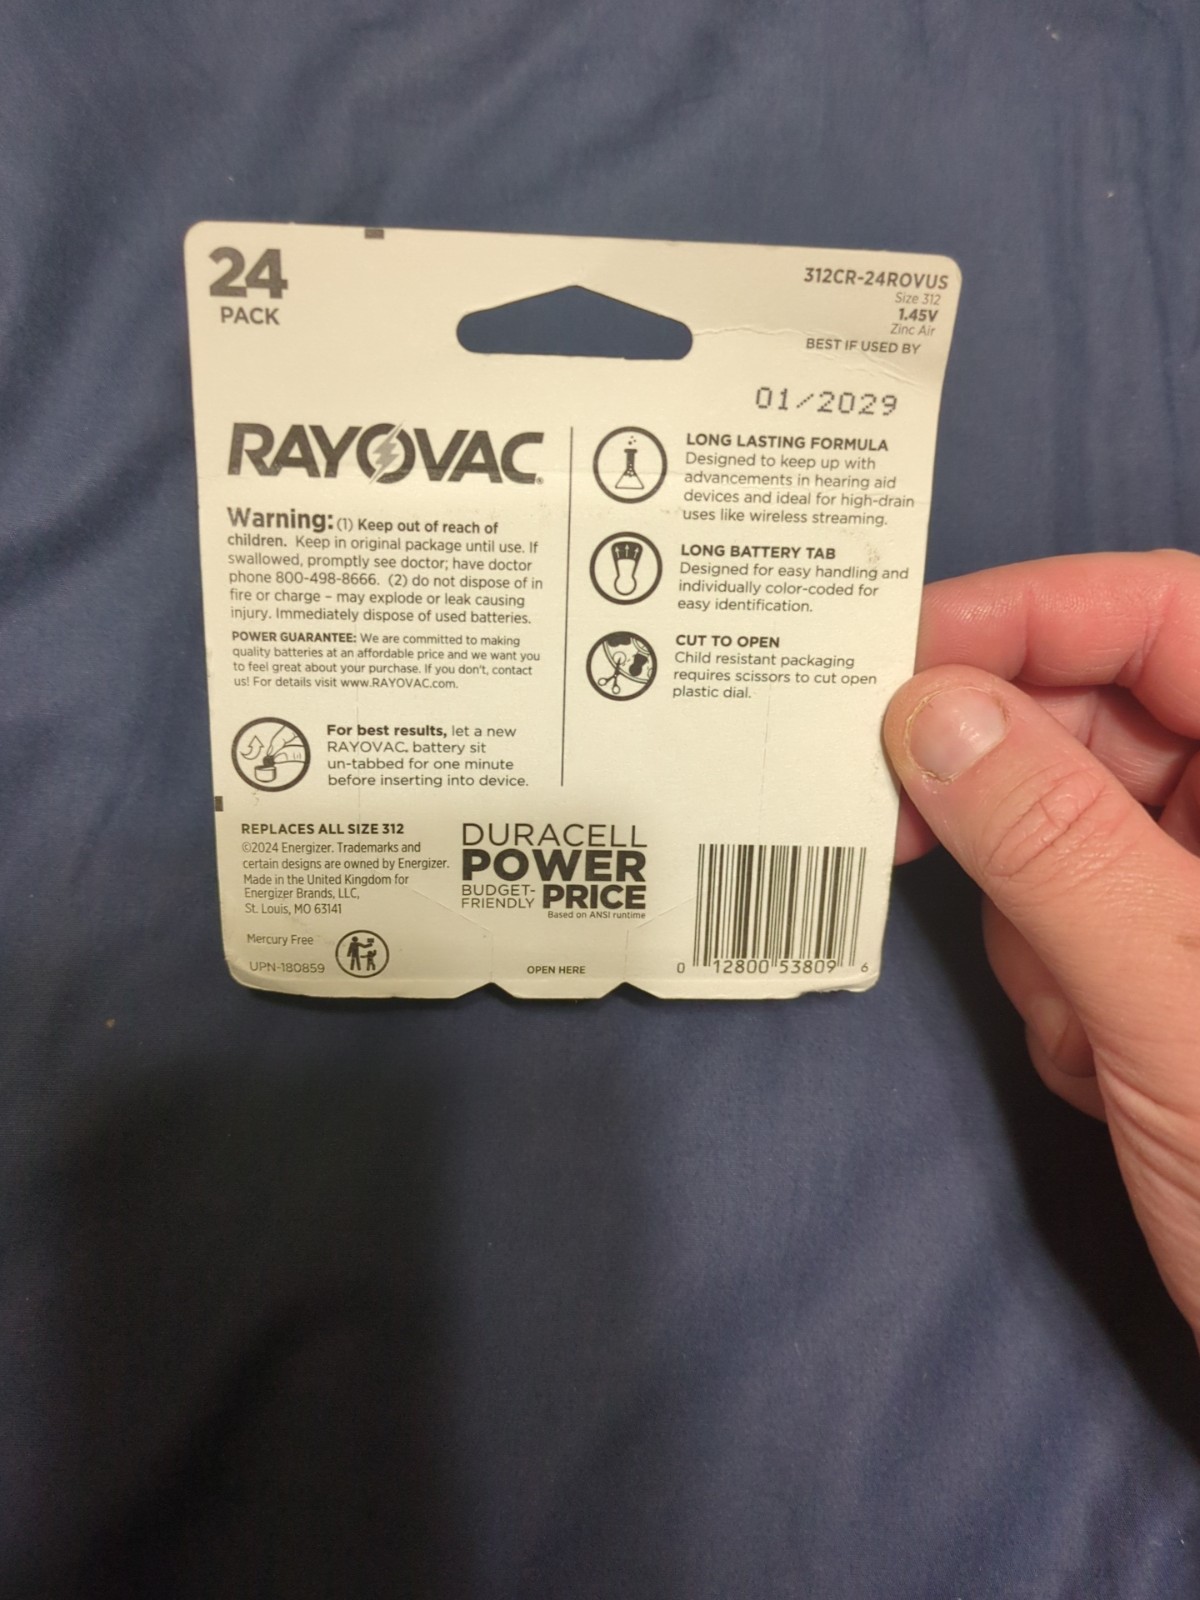 24
PACK
312CR-24ROVUS
Size 312
1.45V
Zinc Air
BEST IF USED BY
01/2029
RAYOVAC®
Warning: (1) Keep out of reach of
children. Keep in original package until use. If
swallowed, promptly see doctor; have doctor
phone 800-498-8666. (2) do not dispose of in
fire or charge – may explode or leak causing
injury. Immediately dispose of used batteries.
POWER GUARANTEE: We are committed to making
quality batteries at an affordable price and we want you
to feel great about your purchase. If you don't, contact
us! For details visit www.RAYOVAC.com.
For best results, let a new
RAYOVAC® battery sit
un-tabbed for one minute
before inserting into device.
LONG LASTING FORMULA
Designed to keep up with
advancements in hearing aid
devices and ideal for high-drain
uses like wireless streaming.
LONG BATTERY TAB
Designed for easy handling and
individually color-coded for
easy identification.
CUT TO OPEN
Child resistant packaging
requires scissors to cut open
plastic dial.
REPLACES ALL SIZE 312
©2024 Energizer. Trademarks and
certain designs are owned by Energizer.
Made in the United Kingdom for
Energizer Brands, LLC,
St. Louis, MO 63141
Mercury Free
UPN-180859
DURACELL
POWER
BUDGET-
FRIENDLY PRICE
Based on ANSI runtime
OPEN HERE
0 12800 53809 6